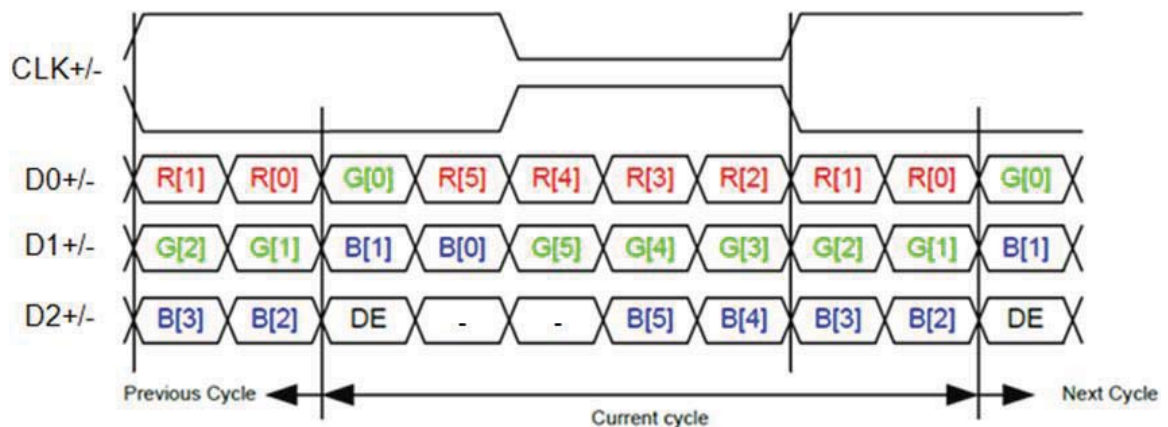 CLK+/-
D0+/- R[1] R[0] G[0] R[5] R[4] R[3] R[2] R[1] R[0] G[0]
D1+/- G[2] G[1] B[1] B[0] G[5] G[4] G[3] G[2] G[1] B[1]
D2+/- B[3] B[2] DE - - B[5] B[4] B[3] B[2] DE
Previous Cycle Current cycle Next Cycle